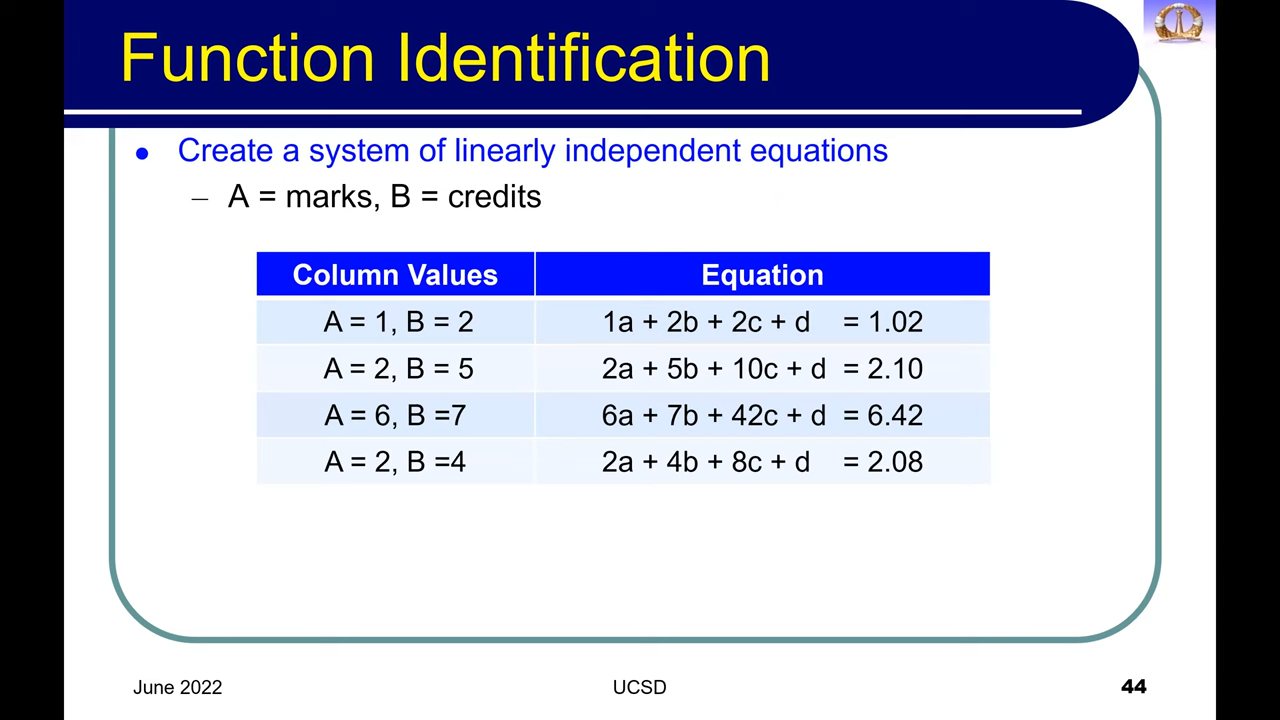 Function Identification
● Create a system of linearly independent equations
– A = marks, B = credits
Column Values Equation
A = 1, B = 2 1a + 2b + 2c + d = 1.02
A = 2, B = 5 2a + 5b + 10c + d = 2.10
A = 6, B =7 6a + 7b + 42c + d = 6.42
A = 2, B =4 2a + 4b + 8c + d = 2.08
June 2022 UCSD 44